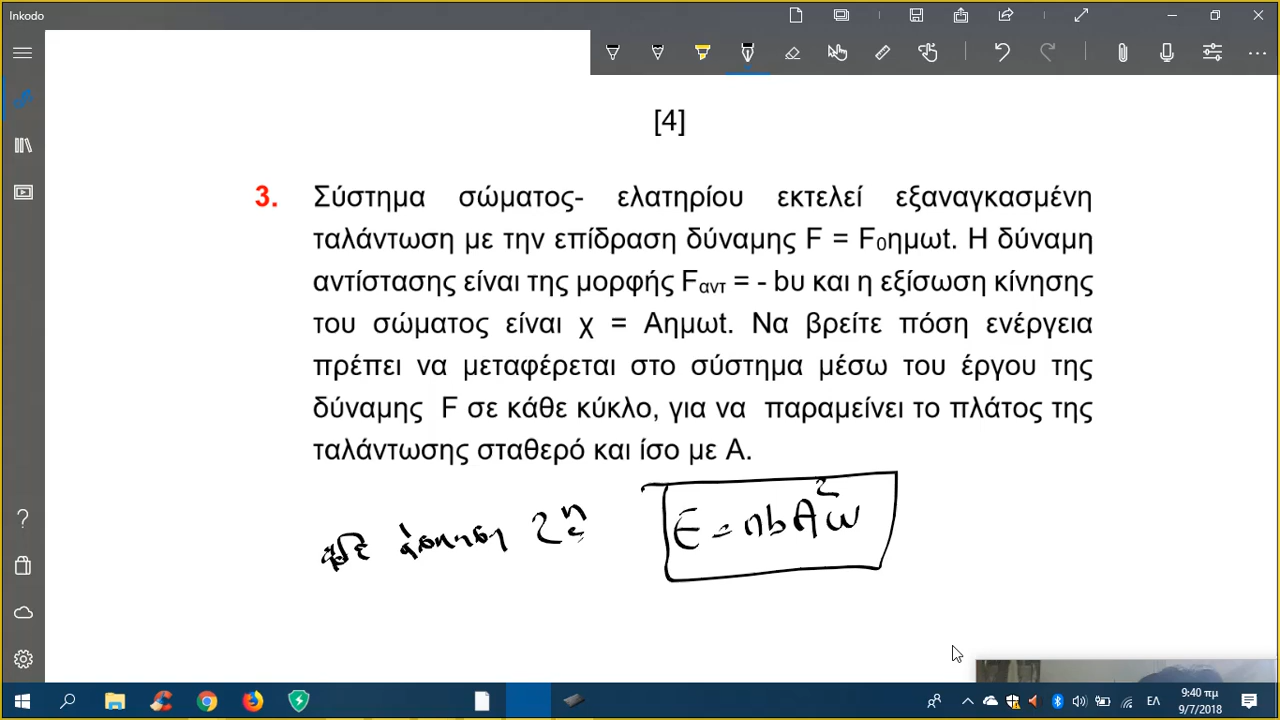 Inkodo
[4]
3. Σύστημα σώματος- ελατηρίου εκτελεί εξαναγκασμένη
ταλάντωση με την επίδραση δύναμης F = F₀ημωt. Η δύναμη
αντίστασης είναι της μορφής Fαντ = - bυ και η εξίσωση κίνησης
του σώματος είναι χ = Αημωt. Να βρείτε πόση ενέργεια
πρέπει να μεταφέρεται στο σύστημα μέσω του έργου της
δύναμης F σε κάθε κύκλο, για να παραμείνει το πλάτος της
ταλάντωσης σταθερό και ίσο με Α.
άσκηση 2η E = πbA²ω
ΕΛ
9:40 πμ
9/7/2018